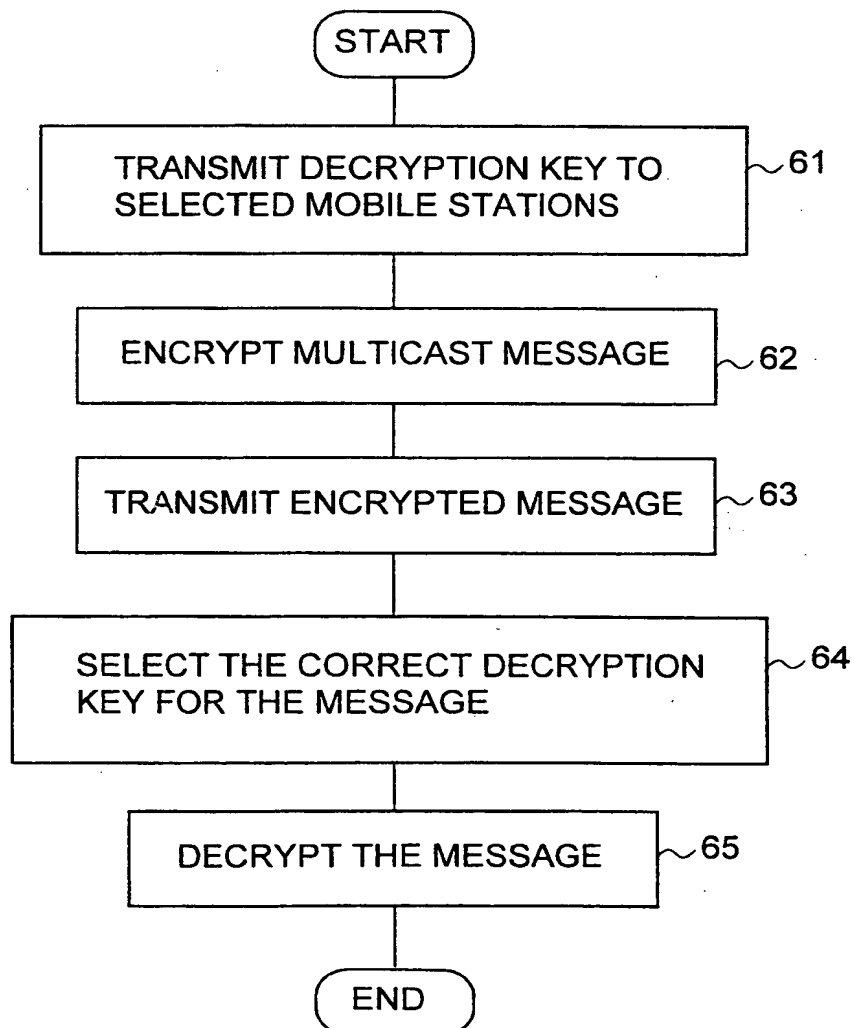 START
TRANSMIT DECRYPTION KEY TO
SELECTED MOBILE STATIONS
61
ENCRYPT MULTICAST MESSAGE
62
TRANSMIT ENCRYPTED MESSAGE
63
SELECT THE CORRECT DECRYPTION
KEY FOR THE MESSAGE
64
DECRYPT THE MESSAGE
65
END